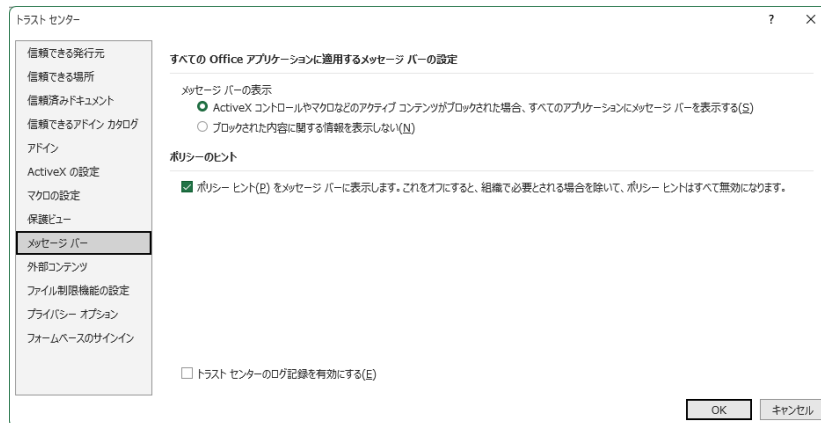 トラスト センター
? ×
信頼できる発行元
信頼できる場所
信頼済みドキュメント
信頼できるアドイン カタログ
アドイン
ActiveX の設定
マクロの設定
保護ビュー
メッセージ バー
外部コンテンツ
ファイル制限機能の設定
プライバシー オプション
フォームベースのサインイン
すべての Office アプリケーションに適用するメッセージ バーの設定
メッセージ バーの表示
ActiveX コントロールやマクロなどのアクティブ コンテンツがブロックされた場合、すべてのアプリケーションにメッセージ バーを表示する(S)
ブロックされた内容に関する情報を表示しない(N)
ポリシーのヒント
ポリシー ヒント(P) をメッセージ バーに表示します。これをオフにすると、組織で必要とされる場合を除いて、ポリシー ヒントはすべて無効になります。
トラスト センターのログ記録を有効にする(E)
OK
キャンセル